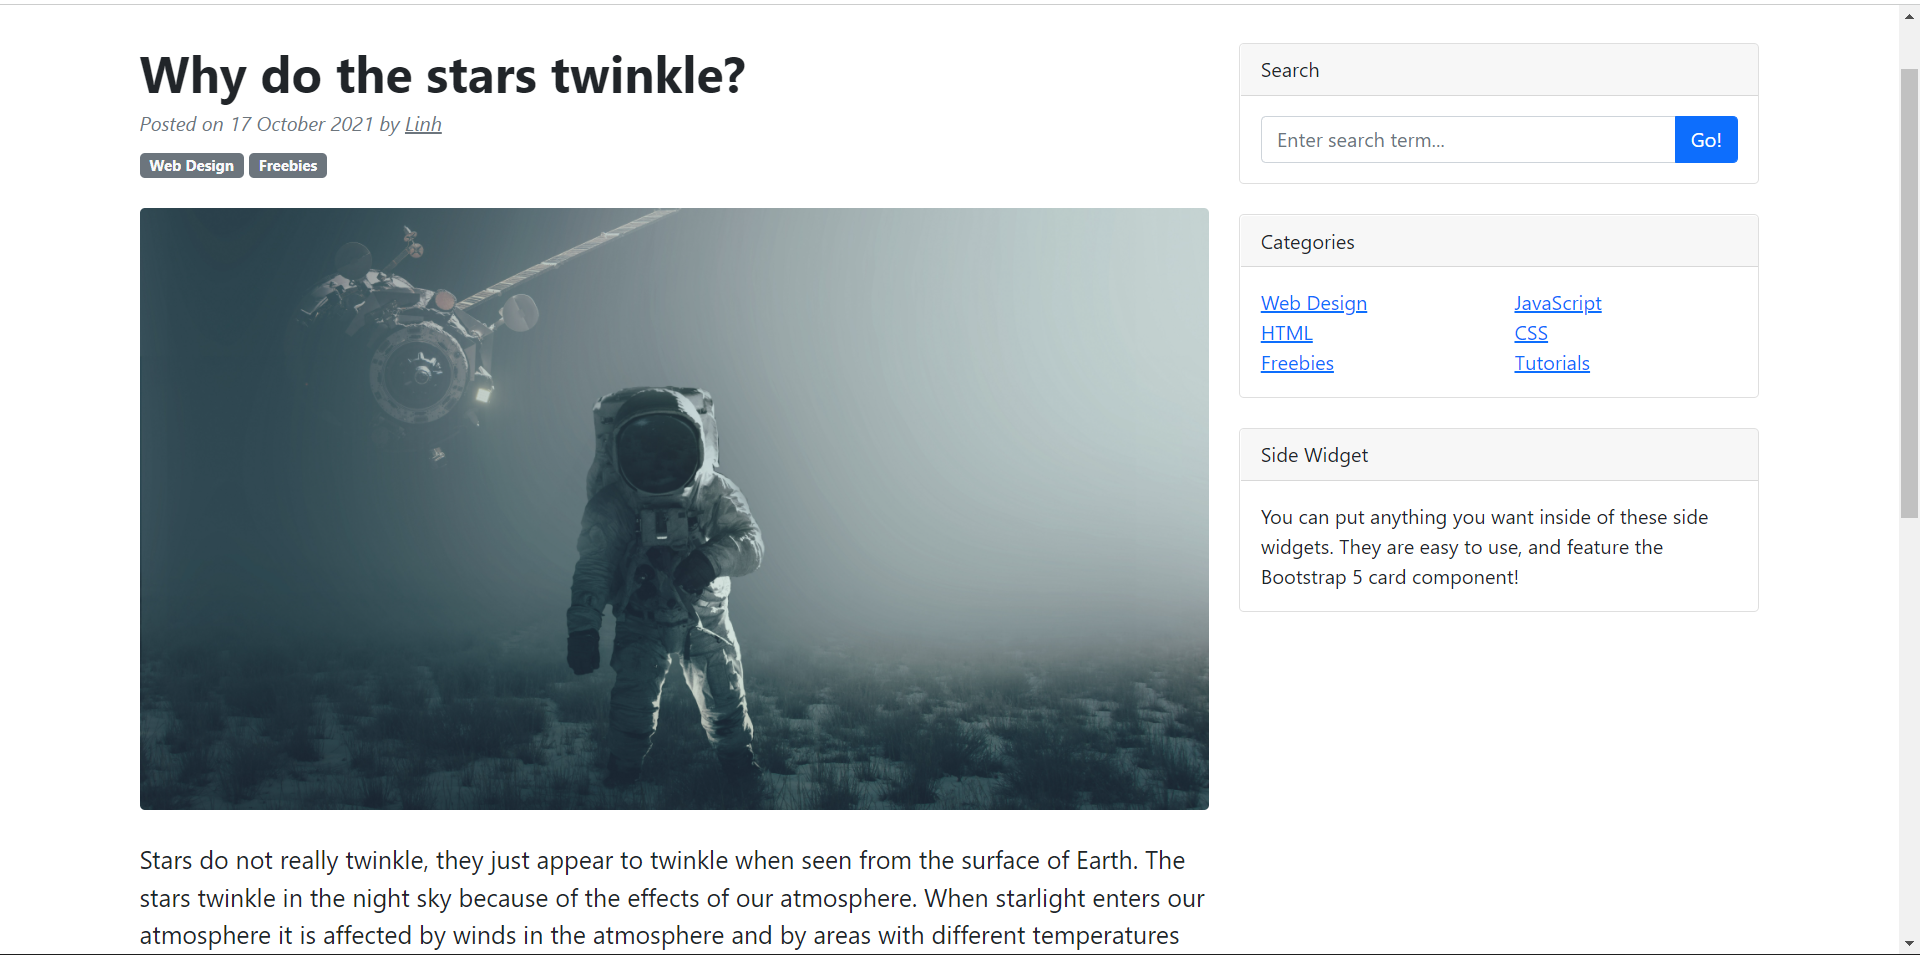 Why do the stars twinkle?
Posted on 17 October 2021 by Linh
Web Design Freebies
Stars do not really twinkle, they just appear to twinkle when seen from the surface of Earth. The
stars twinkle in the night sky because of the effects of our atmosphere. When starlight enters our
atmosphere it is affected by winds in the atmosphere and by areas with different temperatures
Search
Enter search term... Go!
Categories
Web Design JavaScript
HTML CSS
Freebies Tutorials
Side Widget
You can put anything you want inside of these side
widgets. They are easy to use, and feature the
Bootstrap 5 card component!